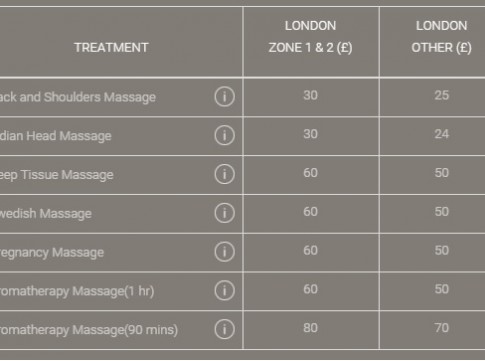 TREATMENT LONDON ZONE 1 & 2 (£) LONDON OTHER (£)
ack and Shoulders Massage i 30 25
dian Head Massage i 30 24
eep Tissue Massage i 60 50
wedish Massage i 60 50
regnancy Massage i 60 50
romatherapy Massage(1 hr) i 60 50
romatherapy Massage(90 mins) i 80 70